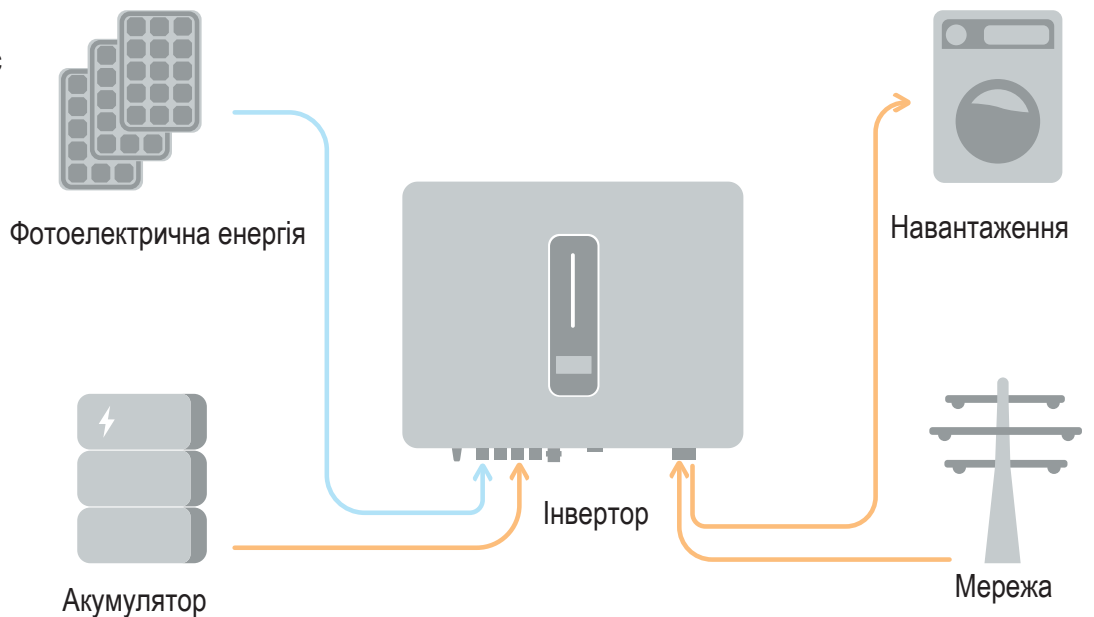 Фотоелектрична енергія
Навантаження
Інвертор
Акумулятор
Мережа